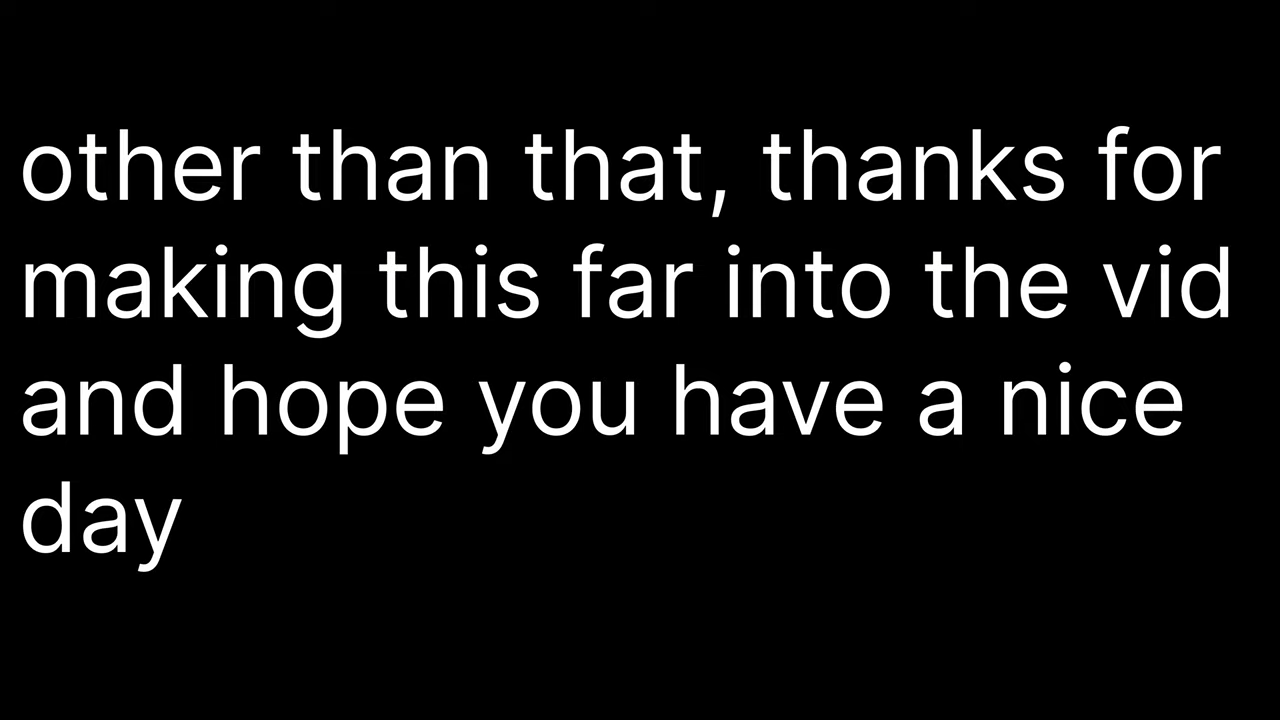 other than that, thanks for
making this far into the vid
and hope you have a nice
day